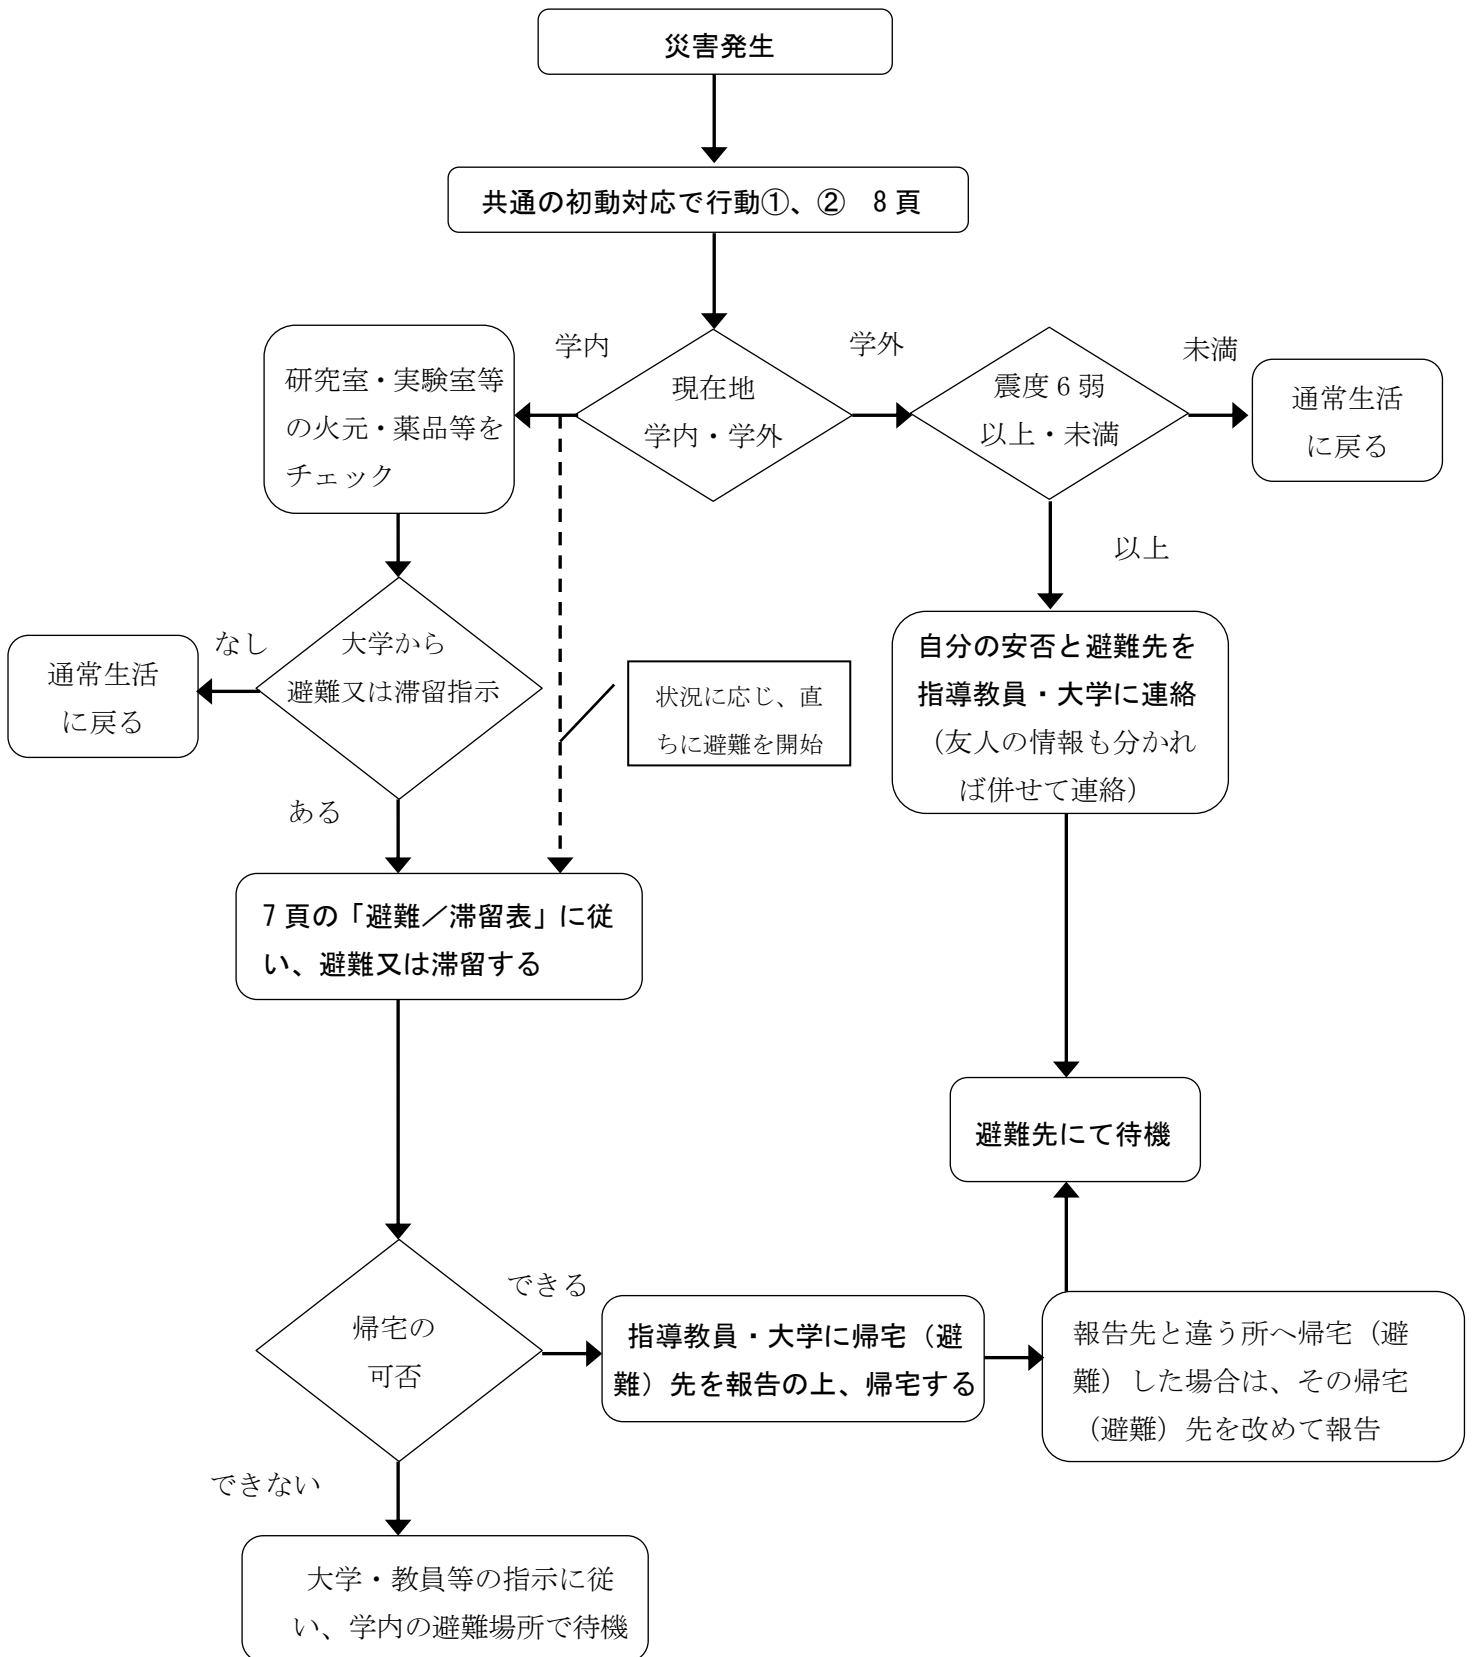 災害発生
共通の初動対応で行動①、②　8頁
学内
学外
未満
研究室・実験室等
の火元・薬品等を
チェック
現在地
学内・学外
震度6弱
以上・未満
通常生活
に戻る
以上
なし
大学から
避難又は滞留指示
通常生活
に戻る
状況に応じ、直
ちに避難を開始
自分の安否と避難先を
指導教員・大学に連絡
（友人の情報も分かれ
ば併せて連絡）
ある
7頁の「避難／滞留表」に従
い、避難又は滞留する
避難先にて待機
できる
帰宅の
可否
指導教員・大学に帰宅（避
難）先を報告の上、帰宅する
報告先と違う所へ帰宅（避
難）した場合は、その帰宅
（避難）先を改めて報告
できない
大学・教員等の指示に従
い、学内の避難場所で待機